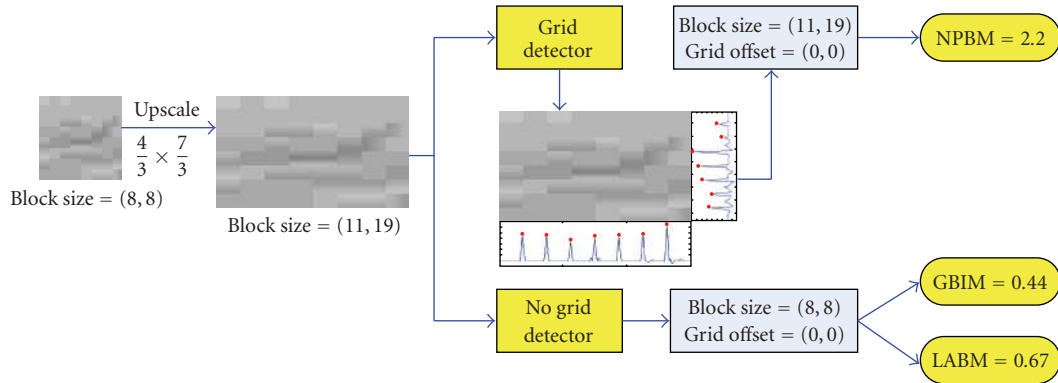 Upscale
4/3 × 7/3
Block size = (8, 8)
Block size = (11, 19)
Grid
detector
Block size = (11, 19)
Grid offset = (0, 0)
NPBM = 2.2
No grid
detector
Block size = (8, 8)
Grid offset = (0, 0)
GBIM = 0.44
LABM = 0.67